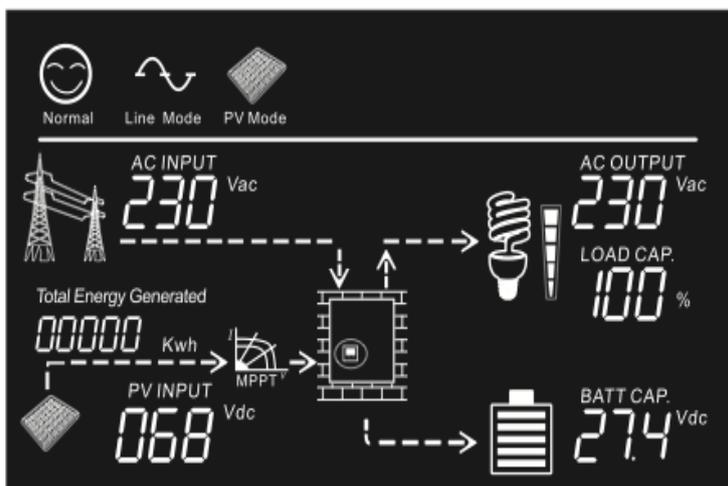 Normal Line Mode PV Mode
AC INPUT
230 Vac
AC OUTPUT
230 Vac
LOAD CAP.
100 %
Total Energy Generated
00000 Kwh
I
V
MPPT
PV INPUT
068 Vdc
BATT CAP.
27.4 Vdc